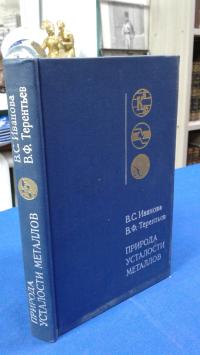 В.С. Иванова
В.Ф. Терентьев
ПРИРОДА
УСТАЛОСТИ МЕТАЛЛОВ
В.С. Иванова
В.Ф. Терентьев
ПРИРОДА
УСТАЛОСТИ
МЕТАЛЛОВ